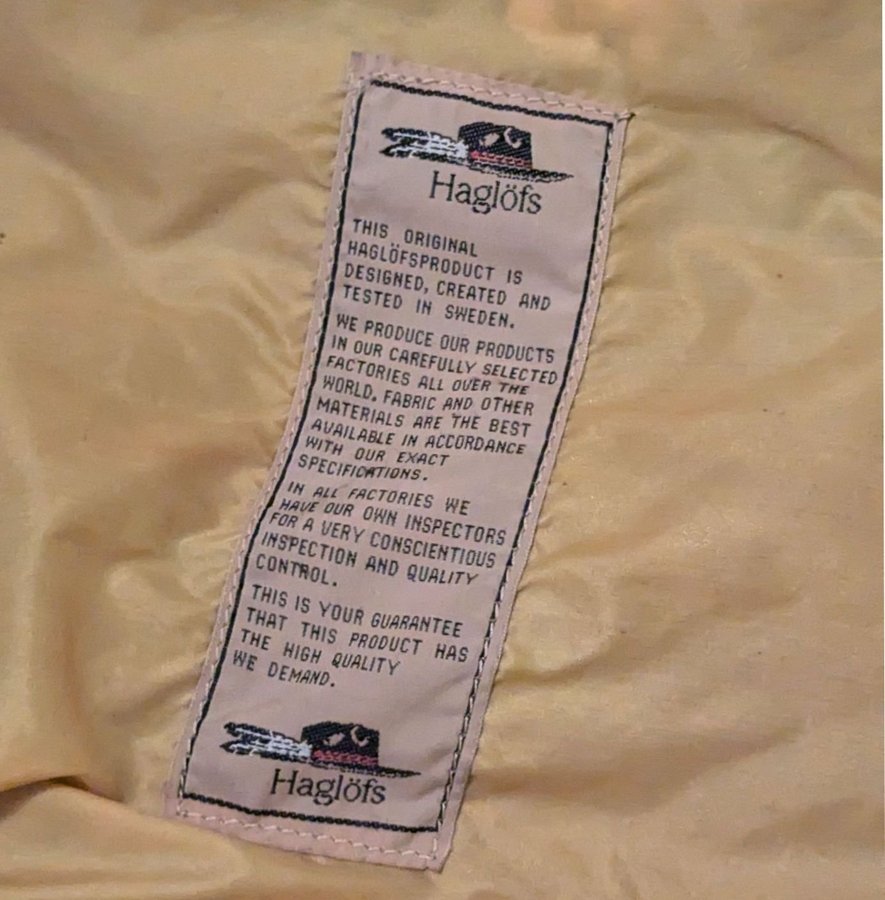 Haglöfs
THIS ORIGINAL
HAGLÖFSPRODUCT IS
DESIGNED, CREATED AND
TESTED IN SWEDEN.
WE PRODUCE OUR PRODUCTS
IN OUR CAREFULLY SELECTED
FACTORIES ALL OVER THE
WORLD. FABRIC AND OTHER
MATERIALS ARE THE BEST
AVAILABLE IN ACCORDANCE
WITH OUR EXACT
SPECIFICATIONS.
IN ALL FACTORIES WE
HAVE OUR OWN INSPECTORS
FOR A VERY CONSCIENTIOUS
INSPECTION AND QUALITY
CONTROL.
THIS IS YOUR GUARANTEE
THAT THIS PRODUCT HAS
THE HIGH QUALITY
WE DEMAND.
Haglöfs